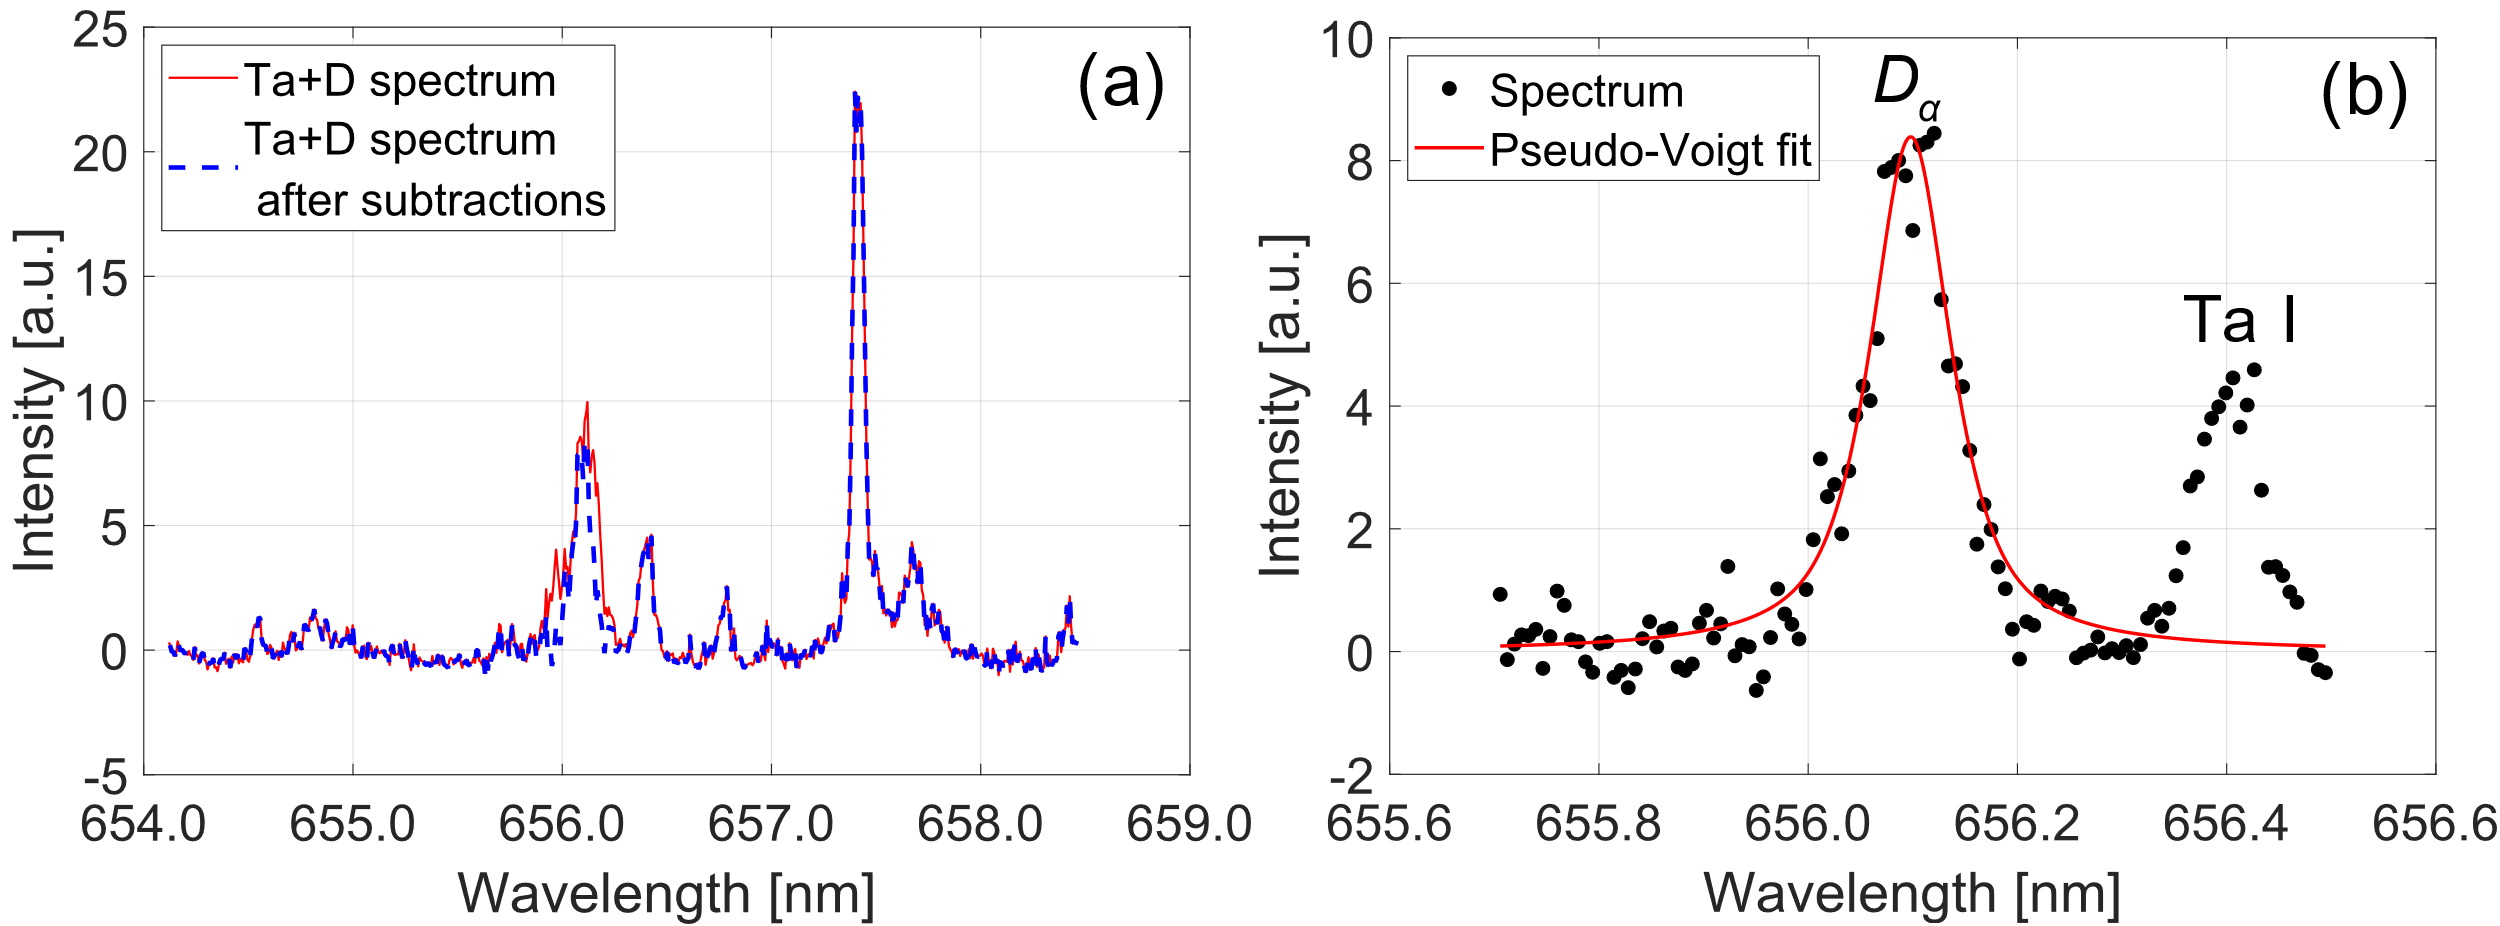 25
20
15
10
5
0
-5
654.0 655.0 656.0 657.0 658.0 659.0
Wavelength [nm]
Intensity [a.u.]
Ta+D spectrum
Ta+D spectrum
after subtractions
(a)
10
8
6
4
2
0
-2
655.6 655.8 656.0 656.2 656.4 656.6
Wavelength [nm]
Intensity [a.u.]
Spectrum
Pseudo-Voigt fit
Dα
(b)
Ta I